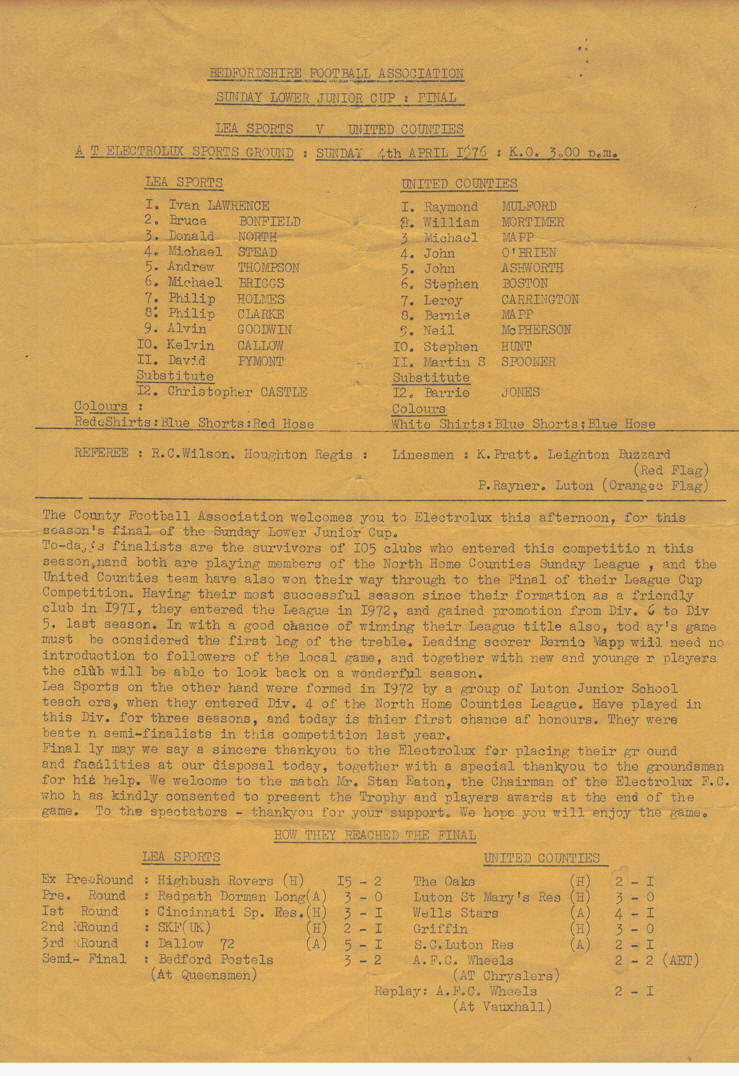 BEDFORDSHIRE FOOTBALL ASSOCIATION
SUNDAY LOWER JUNIOR CUP : FINAL
LEA SPORTS V UNITED COUNTIES
A T ELECTROLUX SPORTS GROUND : SUNDAY 4th APRIL I976 : K.O. 3.00 p.m.
LEA SPORTS
I. Ivan LAWRENCE
2. Bruce BONFIELD
3. Donald NORTH
4. Michael STEAD
5. Andrew THOMPSON
6. Michael BRIGGS
7. Philip HOLMES
8. Philip CLARKE
9. Alvin GOODWIN
IO. Kelvin CALLOW
II. David PYMONT
Substitute
I2. Christopher CASTLE
Colours :
Red Shirts:Blue Shorts:Red Hose
UNITED COUNTIES
I. Raymond MULFORD
2. William MORTIMER
3 Michael MAPP
4. John O'BRIEN
5. John ASHWORTH
6. Stephen BOSTON
7. Leroy CARRINGTON
8. Bernie MAPP
9. Neil McPHERSON
IO. Stephen HUNT
II. Martin S SPOONER
Substitute
I2. Barrie JONES
Colours
White Shirts:Blue Shorts:Blue Hose
REFEREE : R.C.Wilson. Houghton Regis : Linesmen : K.Pratt. Leighton Buzzard
(Red Flag)
P.Rayner. Luton (Orangee Flag)
The County Football Association welcomes you to Electrolux this afternoon, for this
season's final of the Sunday Lower Junior Cup.
To-day's finalists are the survivors of IO5 clubs who entered this competitio n this
season,nand both are playing members of the North Home Counties Sunday League , and the
United Counties team have also won their way through to the Final of their League Cup
Competition. Having their most successful season since their formation as a friendly
club in I97I, they entered the League in I972, and gained promotion from Div. 6 to Div
5. last season. In with a good chance of winning their League title also, tod ay's game
must be considered the first leg of the treble. Leading scorer Bernie Mapp will need no
introduction to followers of the local game, and together with new and younge r players
the club will be able to look back on a wonderful season.
Lea Sports on the other hand were formed in I972 by a group of Luton Junior School
teach ers, when they entered Div. 4 of the North Home Counties League. Have played in
this Div. for three seasons, and today is thier first chance af honours. They were
beate n semi-finalists in this competition last year.
Final ly may we say a sincere thankyou to the Electrolux for placing their gr ound
and facilities at our disposal today, together with a special thankyou to the groundsman
for his help. We welcome to the match Mr. Stan Eaton, the Chairman of the Electrolux F.C.
who h as kindly consented to present the Trophy and players awards at the end of the
game. To the spectators - thankyou for your support. We hope you will enjoy the game.
HOW THEY REACHED THE FINAL
LEA SPORTS UNITED COUNTIES
Ex Pre Round : Highbush Rovers (H) I5 - 2 The Oaks (H) 2 - I
Pre. Round : Redpath Dorman Long(A) 3 - 0 Luton St Mary's Res (H) 3 - 0
Ist Round : Cincinnati Sp. Res.(H) 3 - I Wells Stars (A) 4 - I
2nd Round : SKF(UK) (H) 2 - I Griffin (H) 3 - 0
3rd Round : Dallow 72 (A) 5 - I S.C.Luton Res (A) 2 - I
Semi- Final : Bedford Postels 3 - 2 A.F.C. Wheels 2 - 2 (AET)
(At Queensmen) (AT Chryslers)
Replay: A.F.C. Wheels 2 - I
(At Vauxhall)